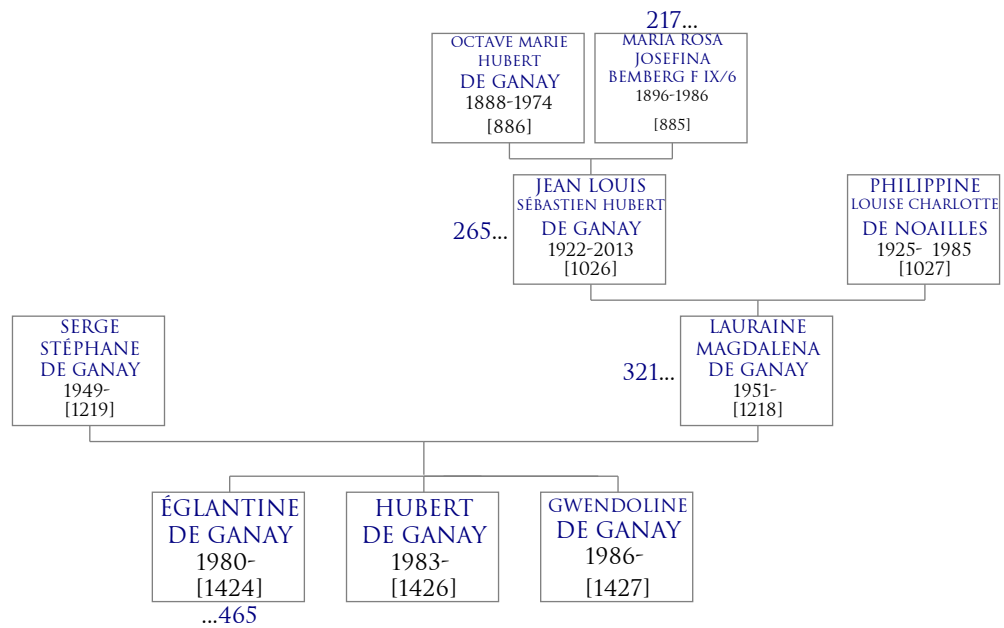 217...
OCTAVE MARIE
HUBERT
DE GANAY
1888-1974
[886]
MARIA ROSA
JOSEFINA
BEMBERG F IX/6
1896-1986
[885]
265...
JEAN LOUIS
SÉBASTIEN HUBERT
DE GANAY
1922-2013
[1026]
PHILIPPINE
LOUISE CHARLOTTE
DE NOAILLES
1925- 1985
[1027]
SERGE
STÉPHANE
DE GANAY
1949-
[1219]
321...
LAURAINE
MAGDALENA
DE GANAY
1951-
[1218]
ÉGLANTINE
DE GANAY
1980-
[1424]
...465
HUBERT
DE GANAY
1983-
[1426]
GWENDOLINE
DE GANAY
1986-
[1427]